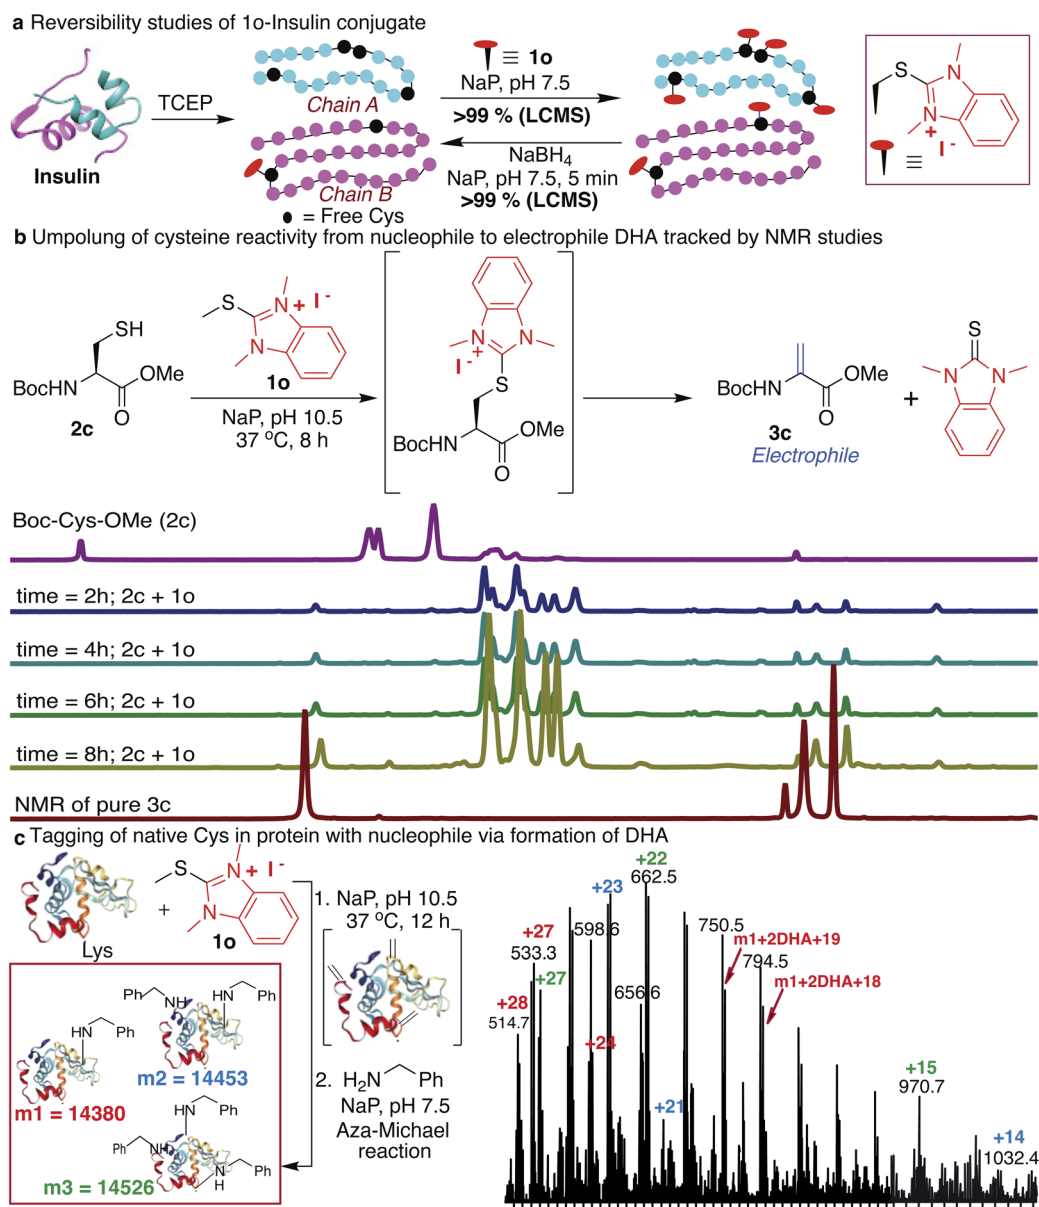 a Reversibility studies of 1o-Insulin conjugate
Insulin
TCEP
Chain A
Chain B
= Free Cys
≡ 1o
NaP, pH 7.5
>99 % (LCMS)
NaBH4
NaP, pH 7.5, 5 min
>99 % (LCMS)
S
N
N
+
I -
≡
b Umpolung of cysteine reactivity from nucleophile to electrophile DHA tracked by NMR studies
SH
BocHN
OMe
O
2c
S
N
+ I -
N
1o
NaP, pH 10.5
37 ºC, 8 h
N
N
+
I -
S
BocHN
OMe
O
BocHN
OMe
O
3c
Electrophile
+
S
N
N
Boc-Cys-OMe (2c)
time = 2h; 2c + 1o
time = 4h; 2c + 1o
time = 6h; 2c + 1o
time = 8h; 2c + 1o
NMR of pure 3c
c Tagging of native Cys in protein with nucleophile via formation of DHA
Lys
+
S
N
+ I -
N
1o
1. NaP, pH 10.5
37 ºC, 12 h
2. H2N Ph
NaP, pH 7.5
Aza-Michael
reaction
HN Ph
m1 = 14380
Ph NH
HN Ph
m2 = 14453
HN Ph
Ph NH
N Ph
H
m3 = 14526
+28
514.7
+27
533.3
+27
598.6
+24
+23
656.6
+22
662.5
+21
750.5
m1+2DHA+19
794.5
m1+2DHA+18
+15
970.7
+14
1032.4